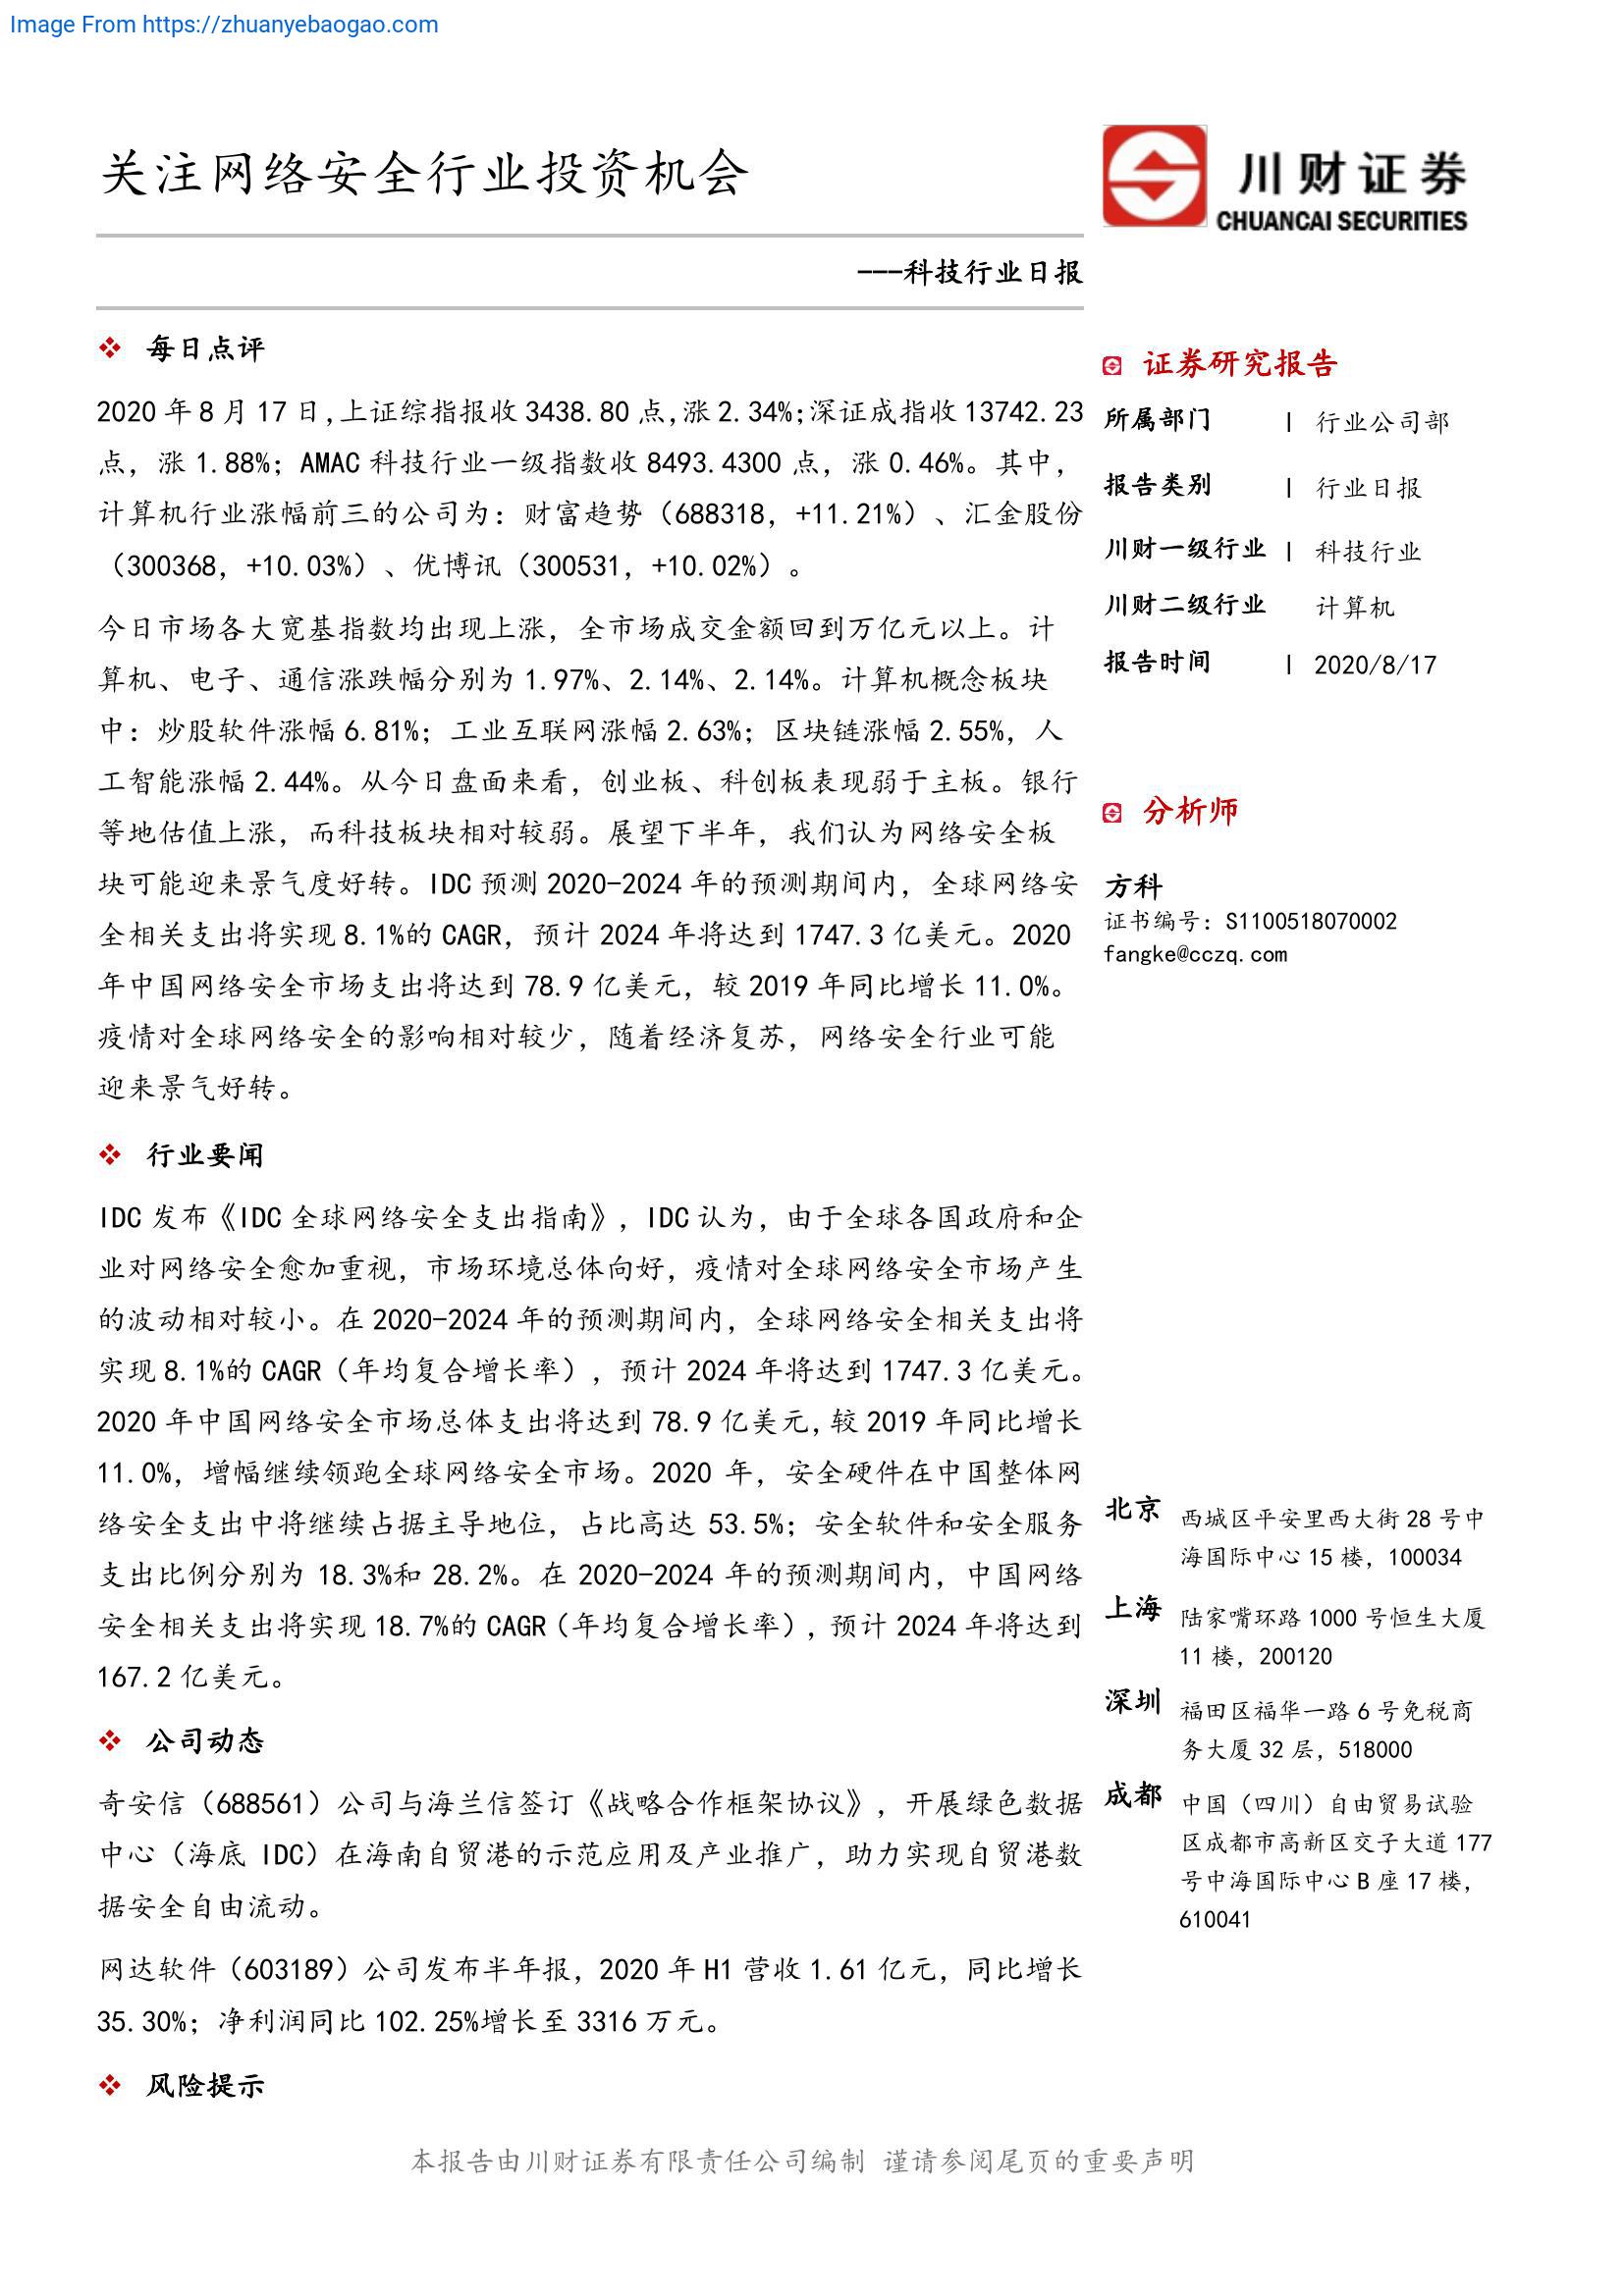 Image From https://zhuanyebaogao.com
关注网络安全行业投资机会
川财证券
CHUANCAI SECURITIES
---科技行业日报
每日点评
2020 年 8 月 17 日,上证综指报收 3438.80 点,涨 2.34%;深证成指收 13742.23
点，涨 1.88%；AMAC 科技行业一级指数收 8493.4300 点，涨 0.46%。其中，
计算机行业涨幅前三的公司为：财富趋势（688318，+11.21%）、汇金股份
（300368，+10.03%）、优博讯（300531，+10.02%）。
今日市场各大宽基指数均出现上涨，全市场成交金额回到万亿元以上。计
算机、电子、通信涨跌幅分别为 1.97%、2.14%、2.14%。计算机概念板块
中：炒股软件涨幅 6.81%；工业互联网涨幅 2.63%；区块链涨幅 2.55%，人
工智能涨幅 2.44%。从今日盘面来看，创业板、科创板表现弱于主板。银行
等地估值上涨，而科技板块相对较弱。展望下半年，我们认为网络安全板
块可能迎来景气度好转。IDC 预测 2020-2024 年的预测期间内，全球网络安
全相关支出将实现 8.1%的 CAGR，预计 2024 年将达到 1747.3 亿美元。2020
年中国网络安全市场支出将达到 78.9 亿美元，较 2019 年同比增长 11.0%。
疫情对全球网络安全的影响相对较少，随着经济复苏，网络安全行业可能
迎来景气好转。
行业要闻
IDC 发布《IDC 全球网络安全支出指南》，IDC 认为，由于全球各国政府和企
业对网络安全愈加重视，市场环境总体向好，疫情对全球网络安全市场产生
的波动相对较小。在 2020-2024 年的预测期间内，全球网络安全相关支出将
实现 8.1%的 CAGR（年均复合增长率），预计 2024 年将达到 1747.3 亿美元。
2020 年中国网络安全市场总体支出将达到 78.9 亿美元,较 2019 年同比增长
11.0%，增幅继续领跑全球网络安全市场。2020 年，安全硬件在中国整体网
络安全支出中将继续占据主导地位，占比高达 53.5%；安全软件和安全服务
支出比例分别为 18.3%和 28.2%。在 2020-2024 年的预测期间内，中国网络
安全相关支出将实现 18.7%的 CAGR（年均复合增长率），预计 2024 年将达到
167.2 亿美元。
公司动态
奇安信（688561）公司与海兰信签订《战略合作框架协议》，开展绿色数据
中心（海底 IDC）在海南自贸港的示范应用及产业推广，助力实现自贸港数
据安全自由流动。
网达软件（603189）公司发布半年报，2020 年 H1 营收 1.61 亿元，同比增长
35.30%；净利润同比 102.25%增长至 3316 万元。
风险提示
证券研究报告
所属部门 | 行业公司部
报告类别 | 行业日报
川财一级行业 | 科技行业
川财二级行业 计算机
报告时间 | 2020/8/17
分析师
方科
证书编号：S1100518070002
fangke@cczq.com
北京 西城区平安里西大街 28 号中
海国际中心 15 楼，100034
上海 陆家嘴环路 1000 号恒生大厦
11 楼，200120
深圳 福田区福华一路 6 号免税商
务大厦 32 层，518000
成都 中国（四川）自由贸易试验
区成都市高新区交子大道 177
号中海国际中心 B 座 17 楼，
610041
本报告由川财证券有限责任公司编制 谨请参阅尾页的重要声明